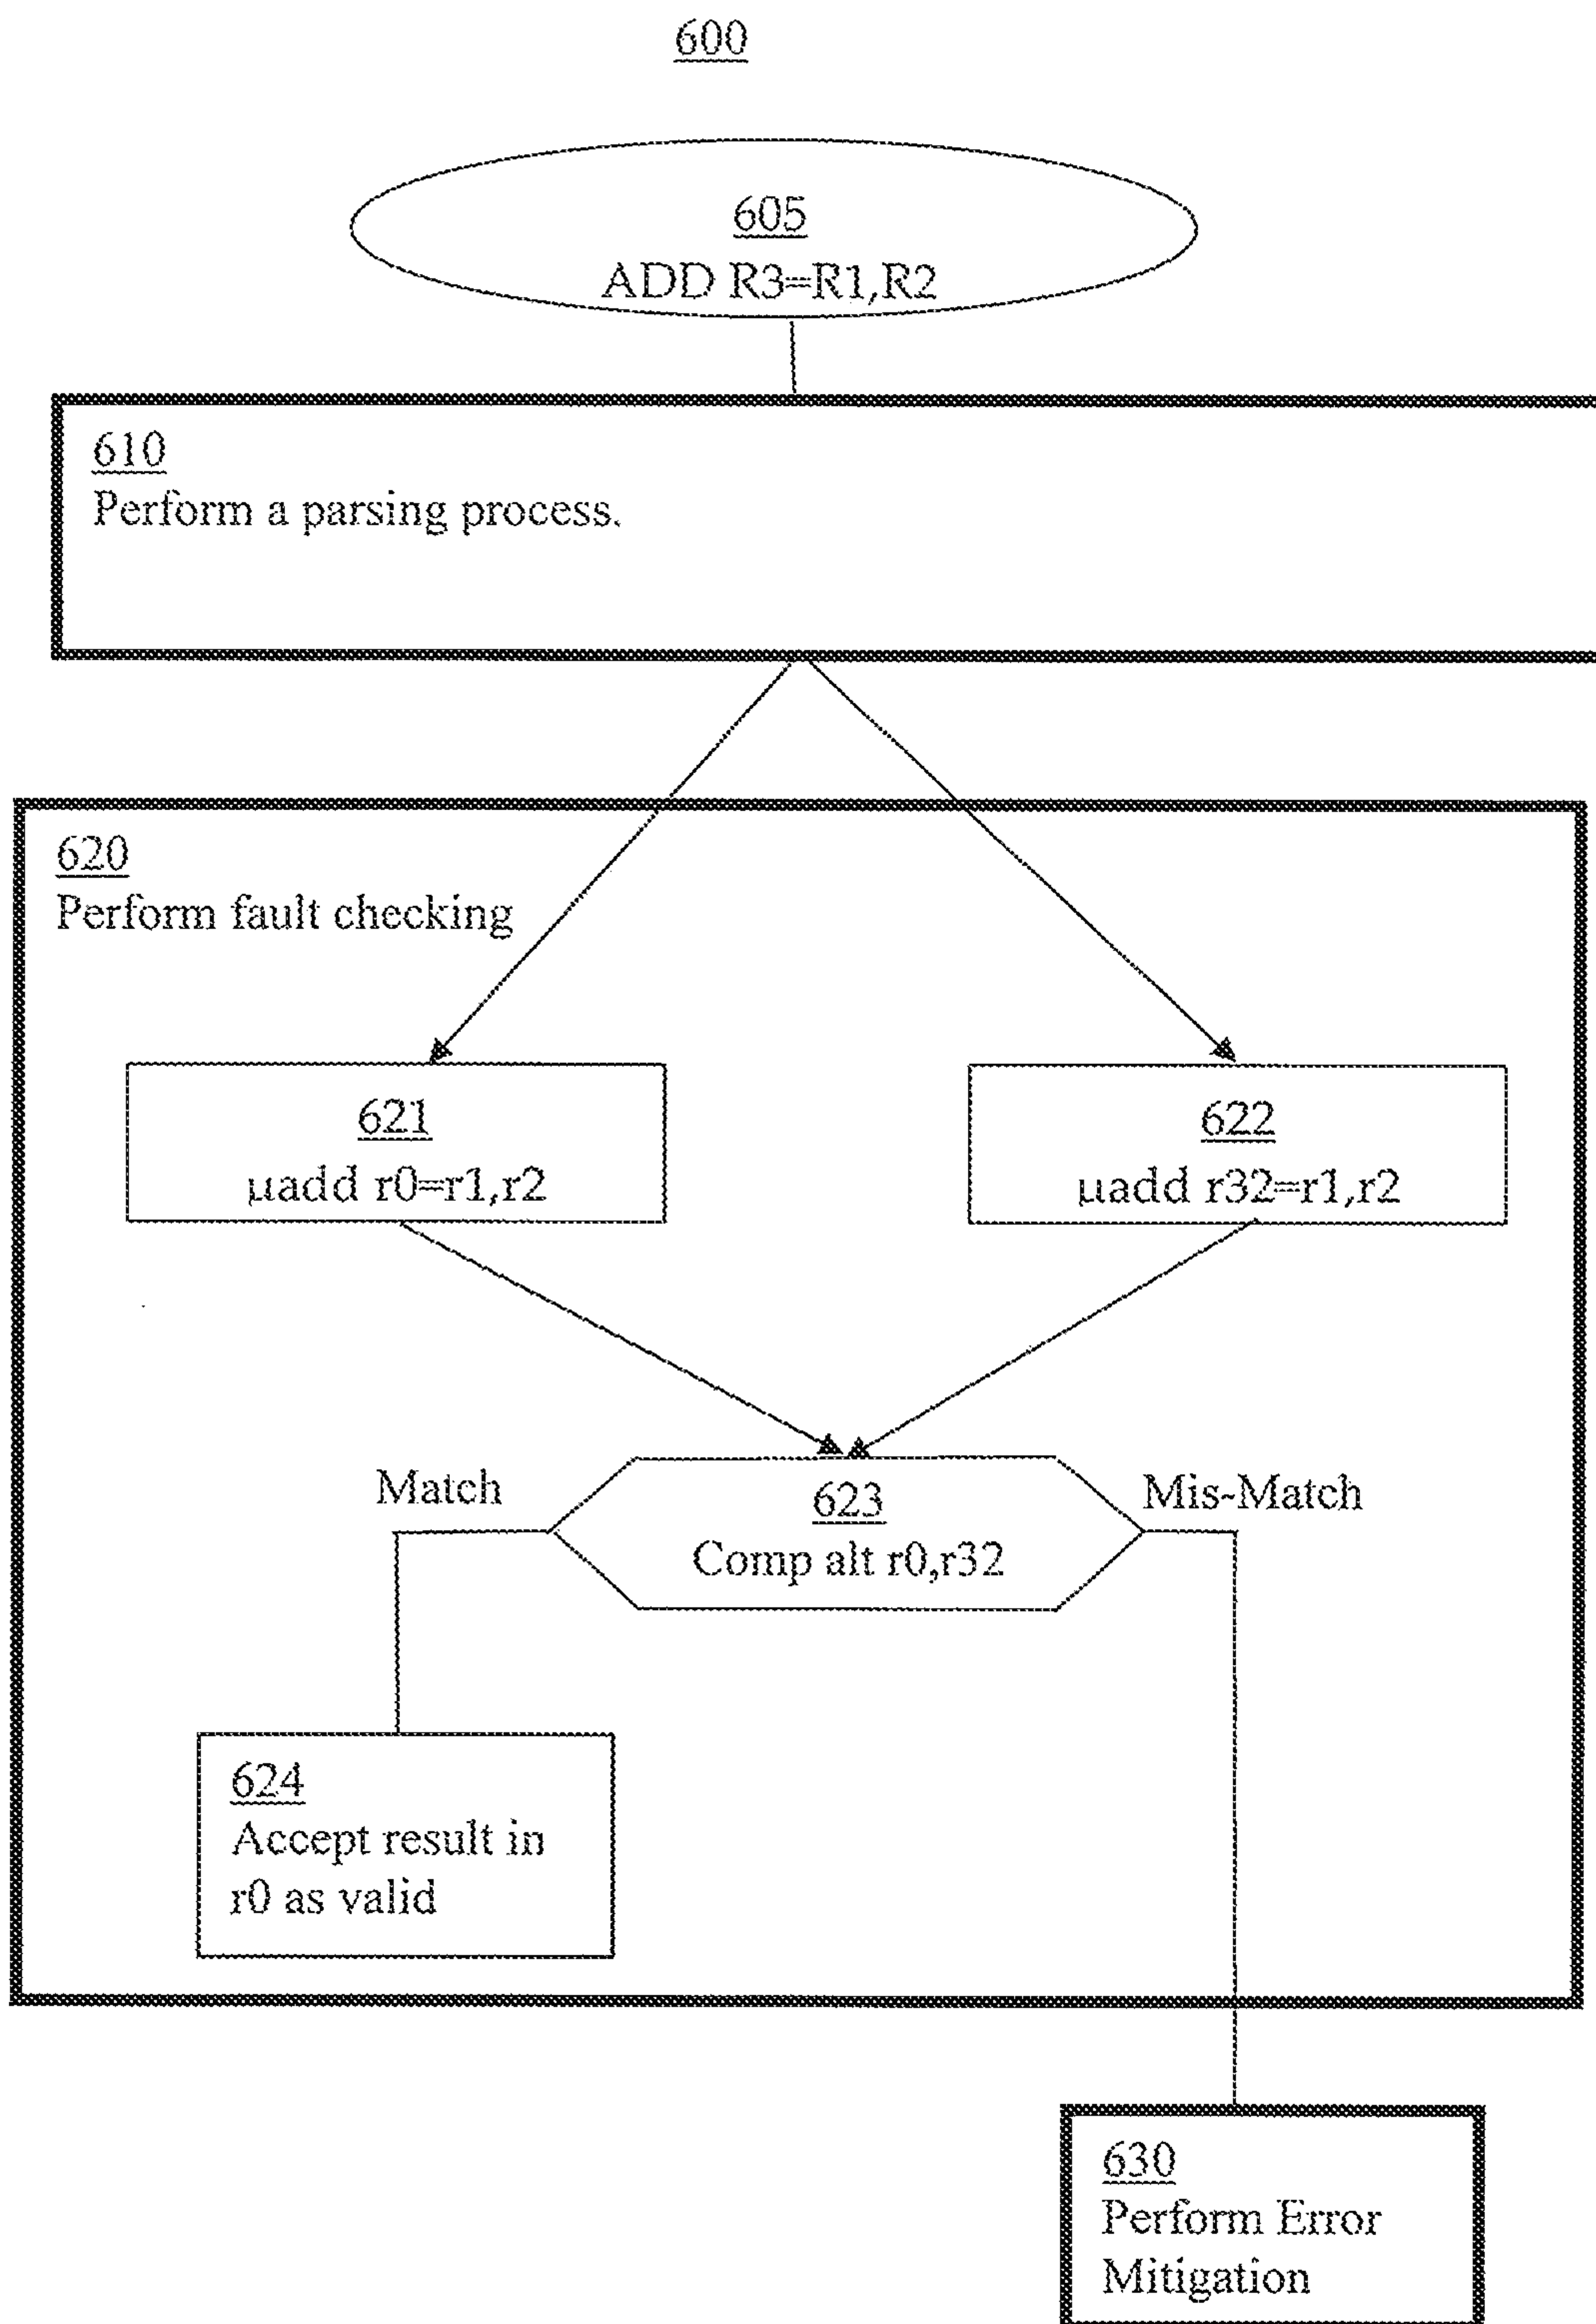 600
605
ADD R3=R1,R2
610
Perform a parsing process.
620
Perform fault checking
621
µadd r0=r1,r2
622
µadd r32=r1,r2
Match
623
Comp alt r0,r32
Mis-Match
624
Accept result in
r0 as valid
630
Perform Error
Mitigation